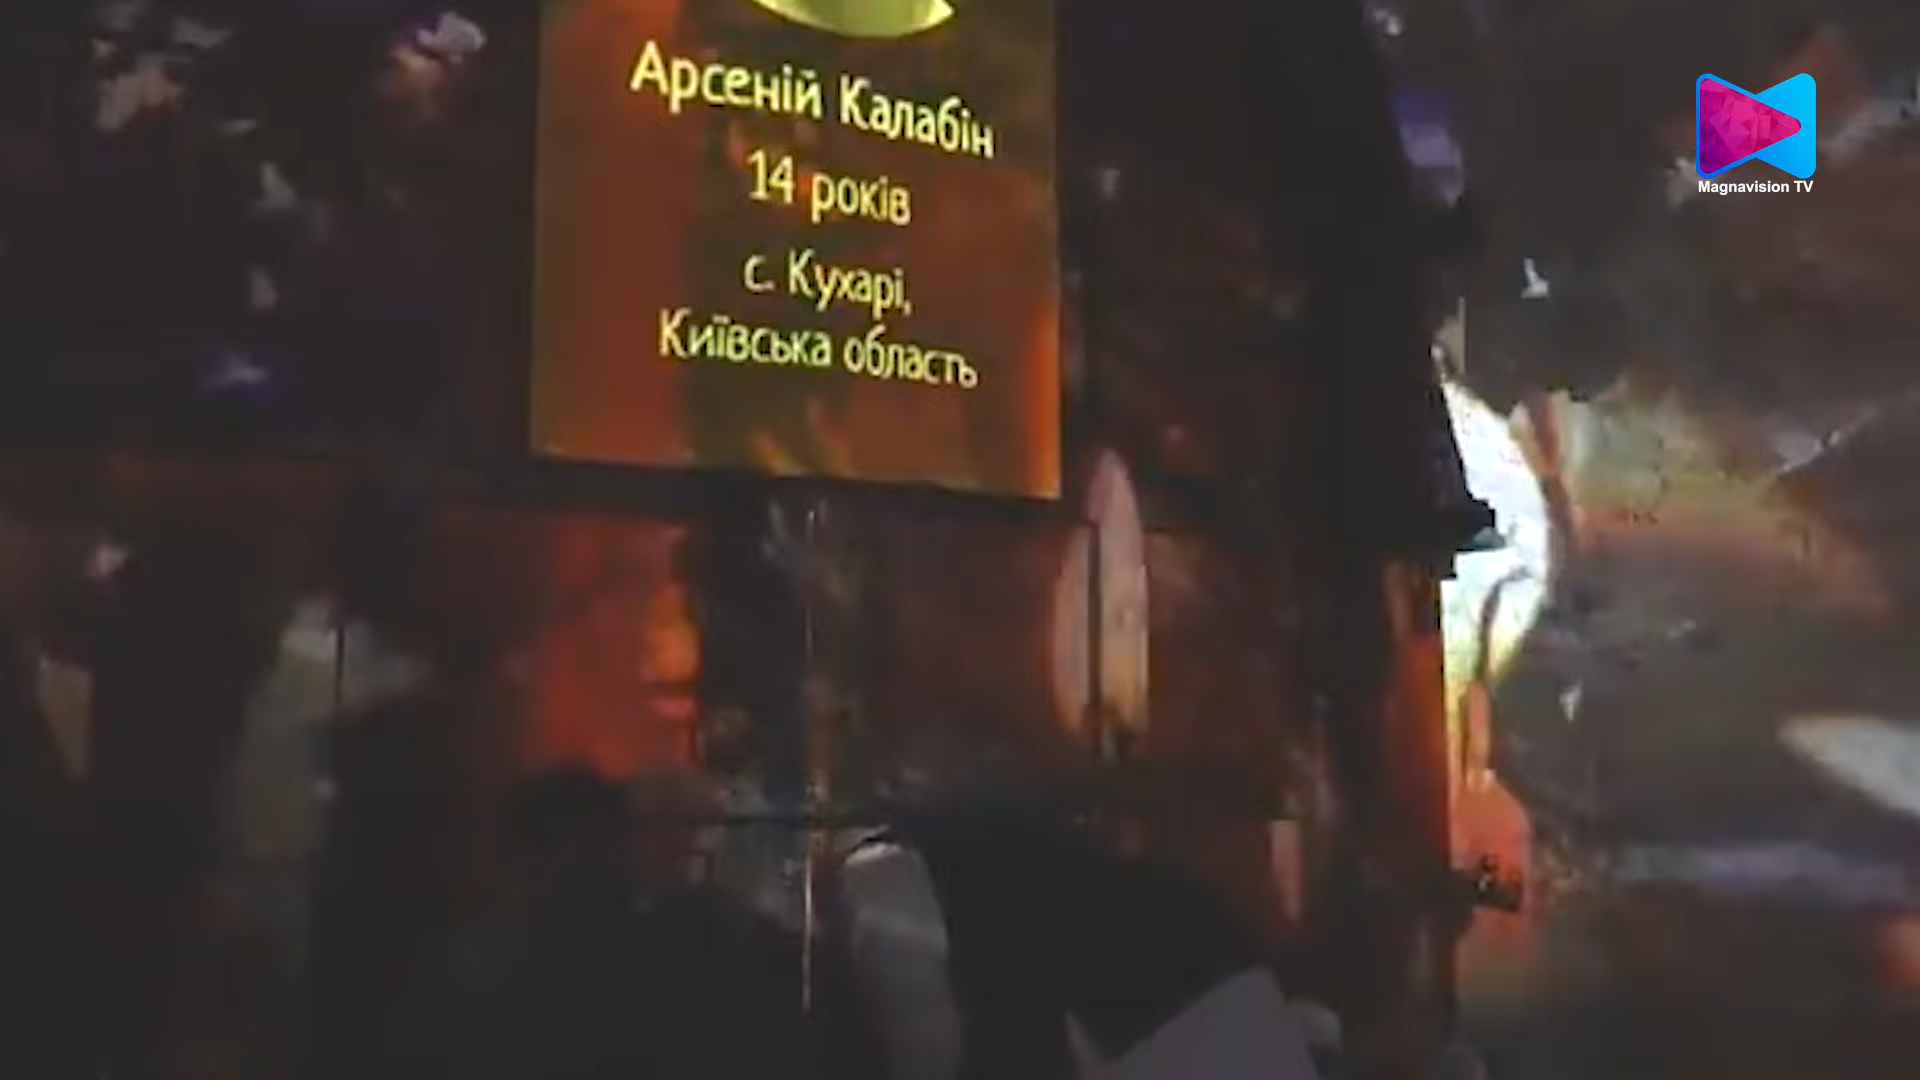 Арсеній Калабін
14 років
с. Кухарі,
Київська область
Magnavision TV